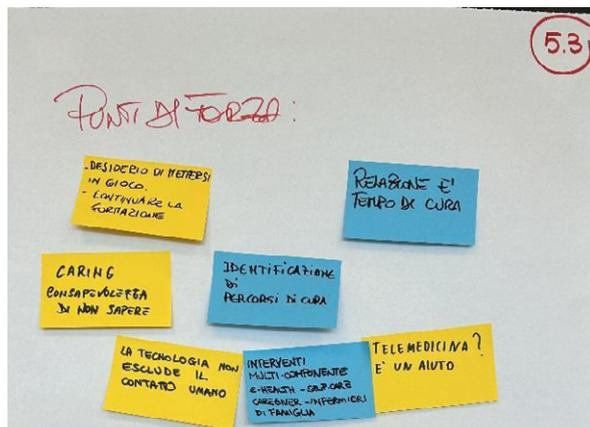 5.3
PUNTI DI FORZA:
- DESIDERIO DI METTERSI
IN GIOCO.
- CONTINUARE LA
FORMAZIONE
RELAZIONE E'
TEMPO DI CURA
CARING
CONSAPEVOLEZZA
DI NON SAPERE
IDENTIFICAZIONE
DI
PERCORSI DI CURA
LA TECNOLOGIA NON
ESCLUDE IL
CONTATTO UMANO
INTERVENTI
MULTI-COMPONENTE
E-HEALTH - SELF-CARE
CAREGIVER - INFERMIERI
DI FAMIGLIA
TELEMEDICINA?
E' UN AIUTO